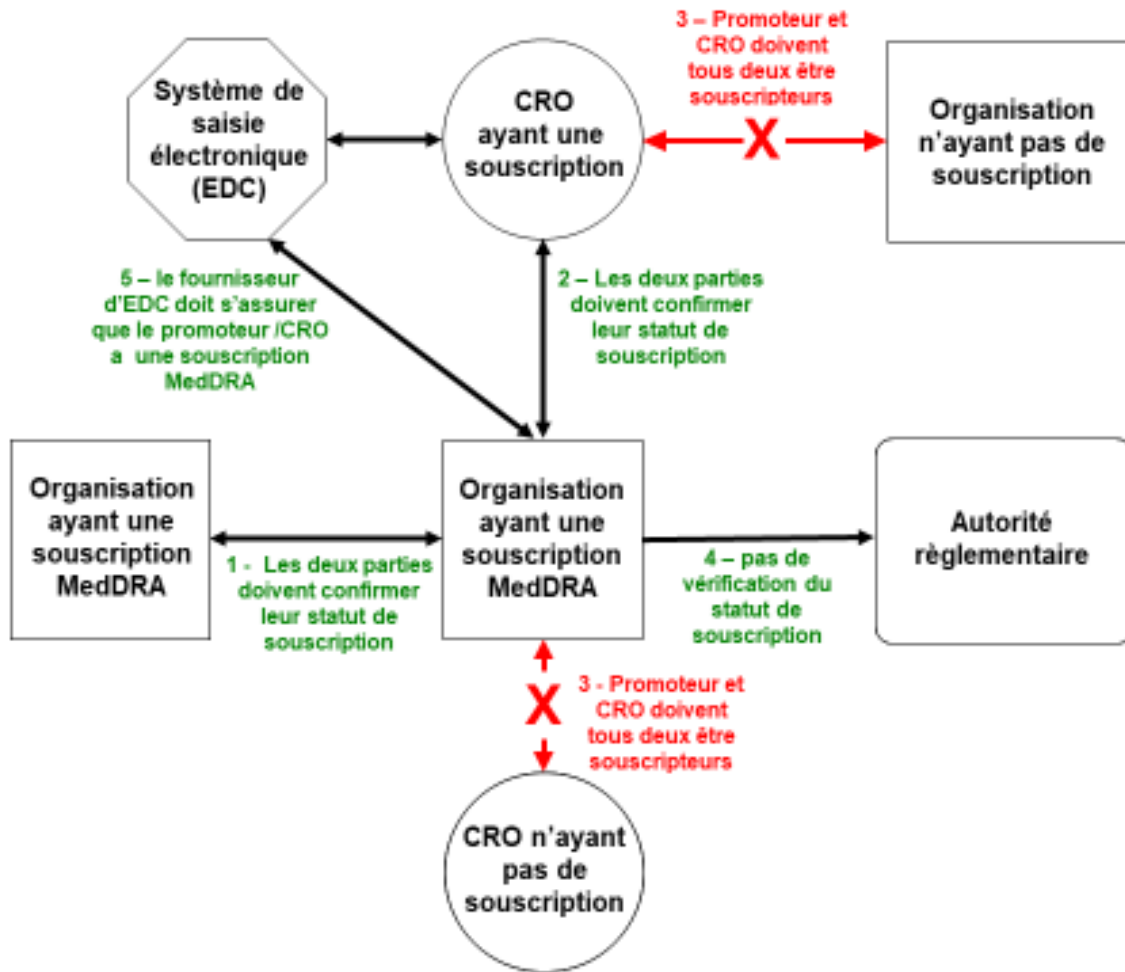 Système de
saisie
électronique
(EDC)
CRO
ayant une
souscription
3 – Promoteur et
CRO doivent
tous deux être
souscripteurs
X
Organisation
n'ayant pas de
souscription
5 – le fournisseur
d'EDC doit s'assurer
que le promoteur /CRO
a une souscription
MedDRA
2 – Les deux parties
doivent confirmer
leur statut de
souscription
Organisation
ayant une
souscription
MedDRA
1 - Les deux parties
doivent confirmer
leur statut de
souscription
Organisation
ayant une
souscription
MedDRA
4 – pas de
vérification du
statut de
souscription
Autorité
règlementaire
X
3 - Promoteur et
CRO doivent
tous deux être
souscripteurs
CRO n'ayant
pas de
souscription